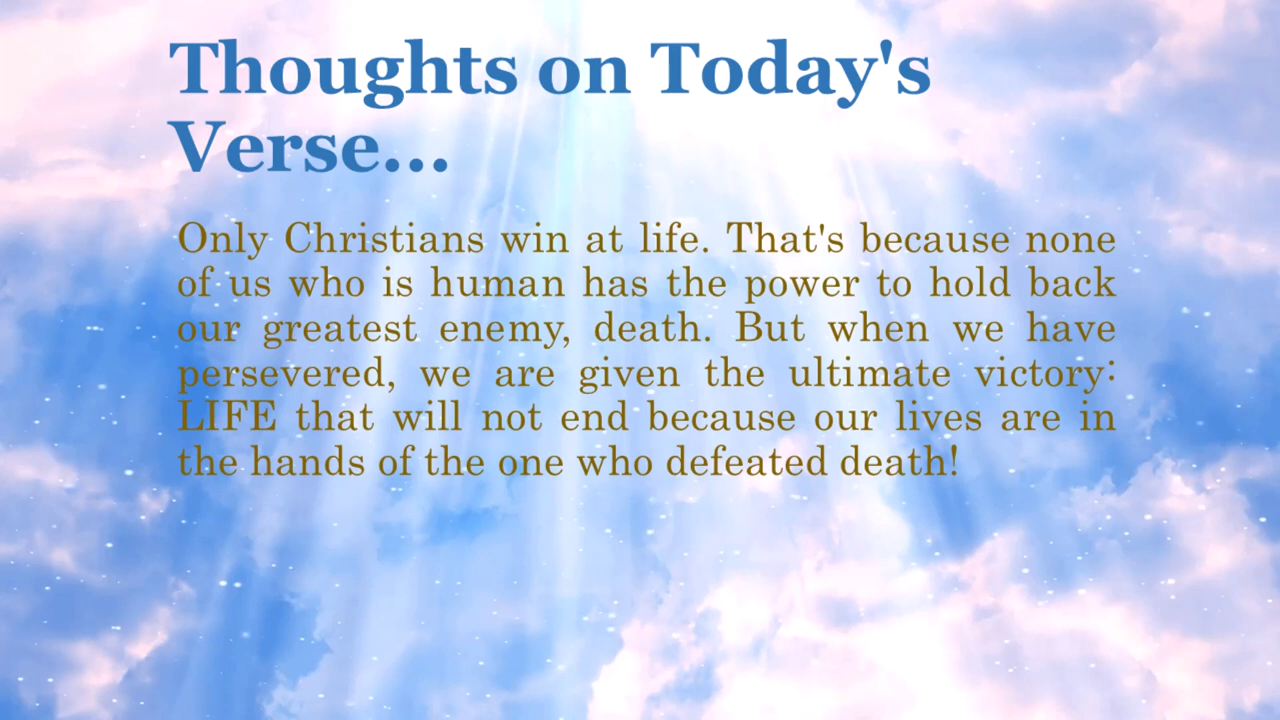 Thoughts on Today's
Verse...
Only Christians win at life. That's because none
of us who is human has the power to hold back
our greatest enemy, death. But when we have
persevered, we are given the ultimate victory:
LIFE that will not end because our lives are in
the hands of the one who defeated death!